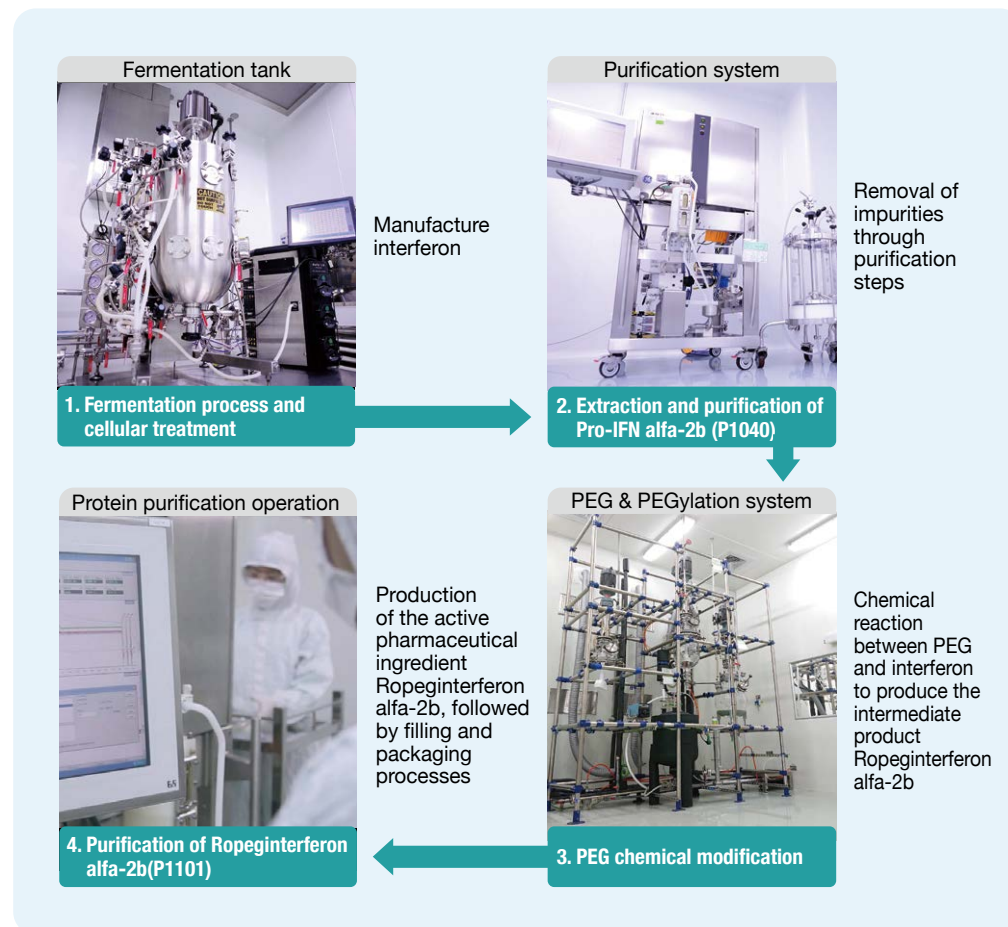 Fermentation tank
CAUTION
Manufacture
interferon
1. Fermentation process and
cellular treatment
Purification system
Removal of
impurities
through
purification
steps
2. Extraction and purification of
Pro-IFN alfa-2b (P1040)
PEG & PEGylation system
Chemical
reaction
between PEG
and interferon
to produce the
intermediate
product
Ropeginterferon
alfa-2b
3. PEG chemical modification
Protein purification operation
Production
of the active
pharmaceutical
ingredient
Ropeginterferon
alfa-2b, followed
by filling and
packaging
processes
4. Purification of Ropeginterferon
alfa-2b(P1101)